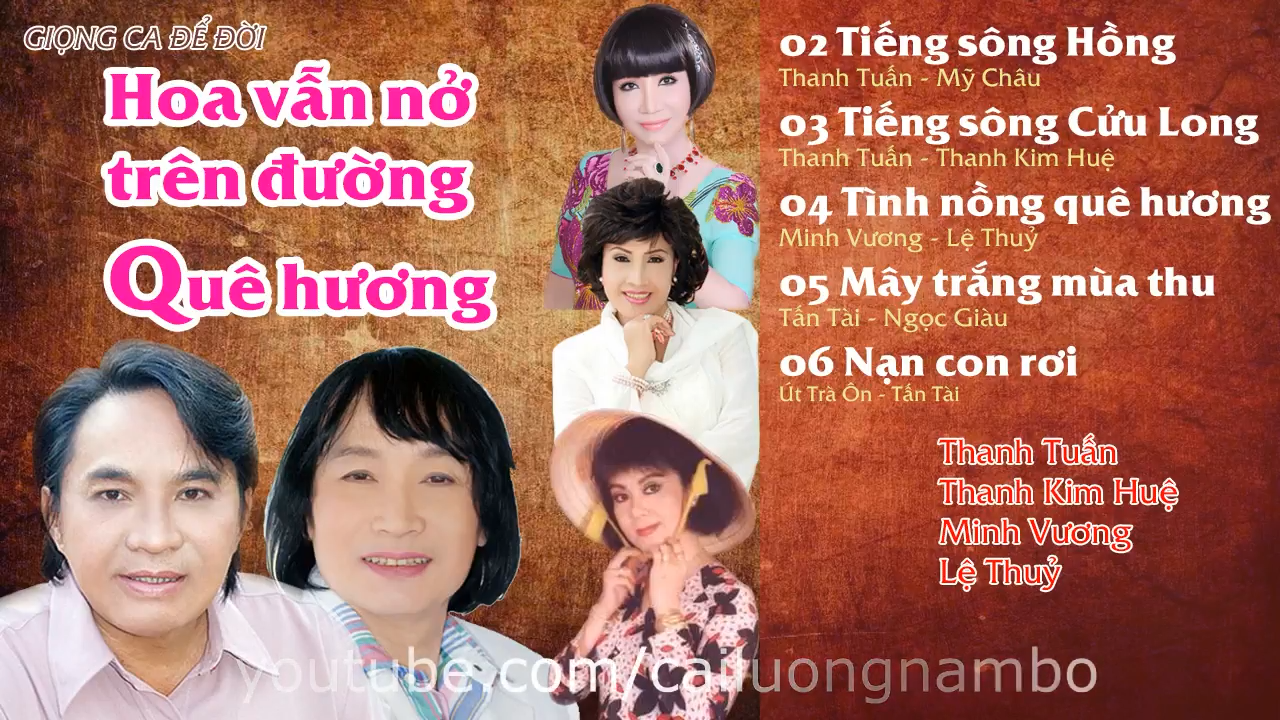 GIỌNG CA ĐỂ ĐỜI
Hoa vẫn nở
trên đường
Quê hương
02 Tiếng sông Hồng
Thanh Tuấn - Mỹ Châu
03 Tiếng sông Cửu Long
Thanh Tuấn - Thanh Kim Huệ
04 Tình nồng quê hương
Minh Vương - Lệ Thuỷ
05 Mây trắng mùa thu
Tấn Tài - Ngọc Giàu
06 Nạn con rơi
Út Trà Ôn - Tấn Tài
Thanh Tuấn
Thanh Kim Huệ
Minh Vương
Lệ Thuỷ
youtube.com/cailuongnambo